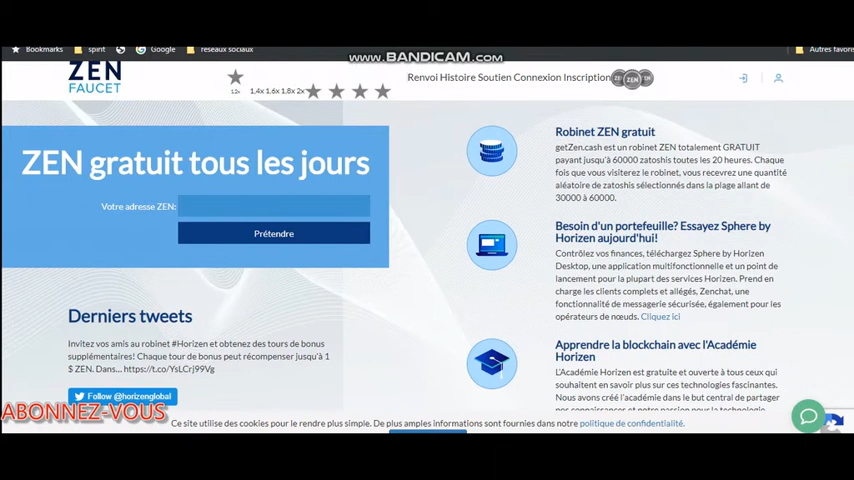 Bookmarks spirit Google reseaux sociaux Autres favoris
WWW.BANDICAM.COM
ZEN
FAUCET
1.2x 1,4x 1,6x 1,8x 2x
Renvoi Histoire Soutien Connexion Inscription
ZEN
ZEN gratuit tous les jours
Votre adresse ZEN:
Prétendre
Derniers tweets
Invitez vos amis au robinet #Horizen et obtenez des tours de bonus
supplémentaires! Chaque tour de bonus peut récompenser jusqu'à 1
$ ZEN. Dans... https://t.co/YsLCrj99Vg
Follow @horizenglobal
ABONNEZ-VOUS
Robinet ZEN gratuit
getZen.cash est un robinet ZEN totalement GRATUIT
payant jusqu'à 60000 zatoshis toutes les 20 heures. Chaque
fois que vous visiterez le robinet, vous recevrez une quantité
aléatoire de zatoshis sélectionnés dans la plage allant de
30000 à 60000.
Besoin d'un portefeuille? Essayez Sphere by
Horizen aujourd'hui!
Contrôlez vos finances, téléchargez Sphere by Horizen
Desktop, une application multifonctionnelle et un point de
lancement pour la plupart des services Horizen. Prend en
charge les clients complets et allégés, Zenchat, une
fonctionnalité de messagerie sécurisée, également pour les
opérateurs de nœuds. Cliquez ici
Apprendre la blockchain avec l'Académie
Horizen
L'Académie Horizen est gratuite et ouverte à tous ceux qui
souhaitent en savoir plus sur ces technologies fascinantes.
Nous avons créé l'académie dans le but central de partager
nos connaissances et notre passion pour la technologie
Ce site utilise des cookies pour le rendre plus simple. De plus amples informations sont fournies dans notre politique de confidentialité.